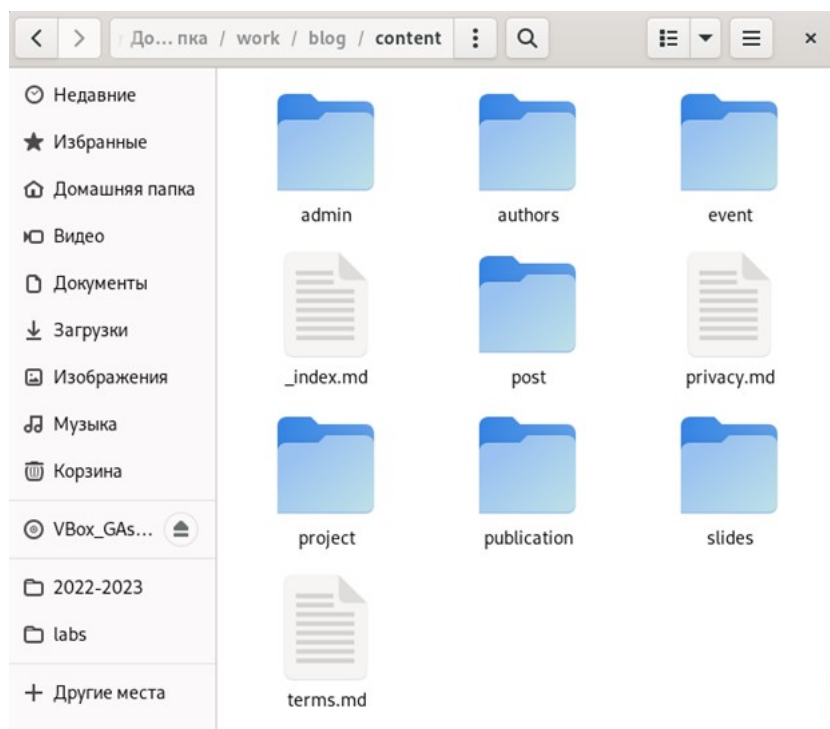 До... пка / work / blog / content
Недавние
Избранные
Домашняя папка
Видео
Документы
Загрузки
Изображения
Музыка
Корзина
VBox_GAs...
2022-2023
labs
Другие места
admin
authors
event
_index.md
post
privacy.md
project
publication
slides
terms.md